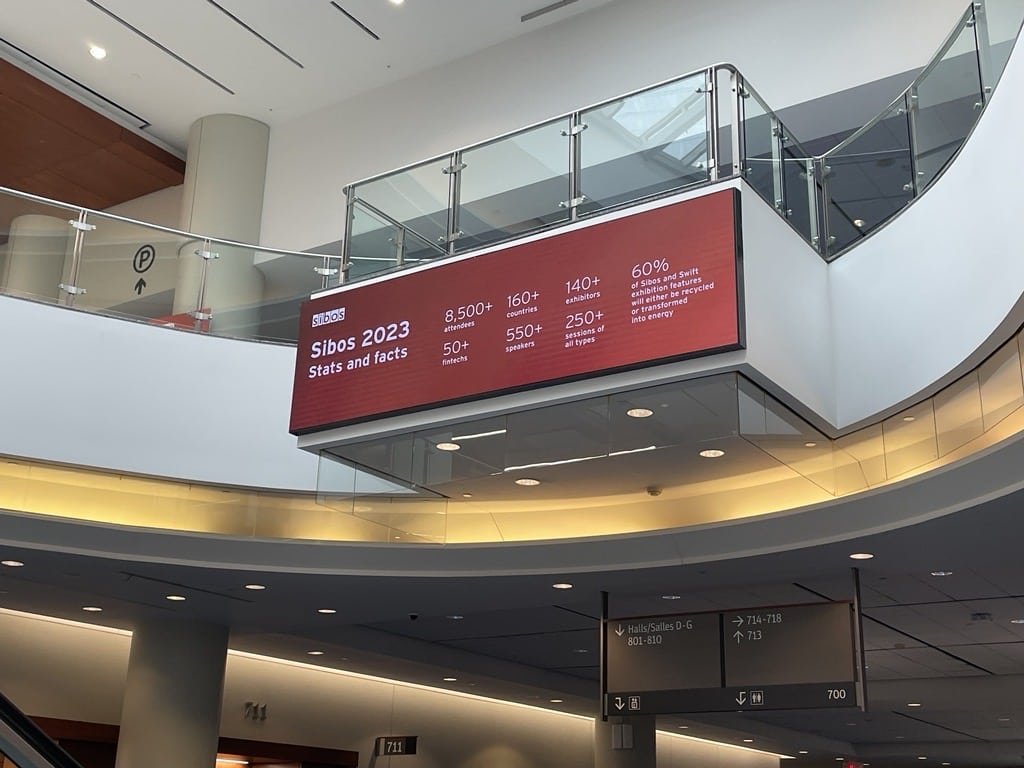 P
sibos
Sibos 2023
Stats and facts
8,500+
attendees
50+
fintechs
160+
countries
550+
speakers
140+
exhibitors
250+
sessions of
all types
60%
of Sibos and Swift
exhibition features
will either be recycled
or transformed
into energy
Halls/Salles D-G
801-810
714-718
713
700
711
711